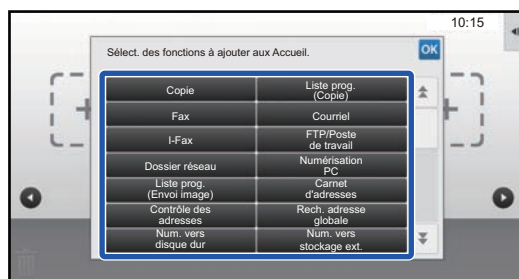 10:15
Sélect. des fonctions à ajouter aux Accueil.
OK
Copie
Liste prog.
(Copie)
Fax
Courriel
I-Fax
FTP/Poste
de travail
Dossier réseau
Numérisation
PC
Liste prog.
(Envoi image)
Carnet
d'adresses
Contrôle des
adresses
Rech. adresse
globale
Num. vers
disque dur
Num. vers
stockage ext.